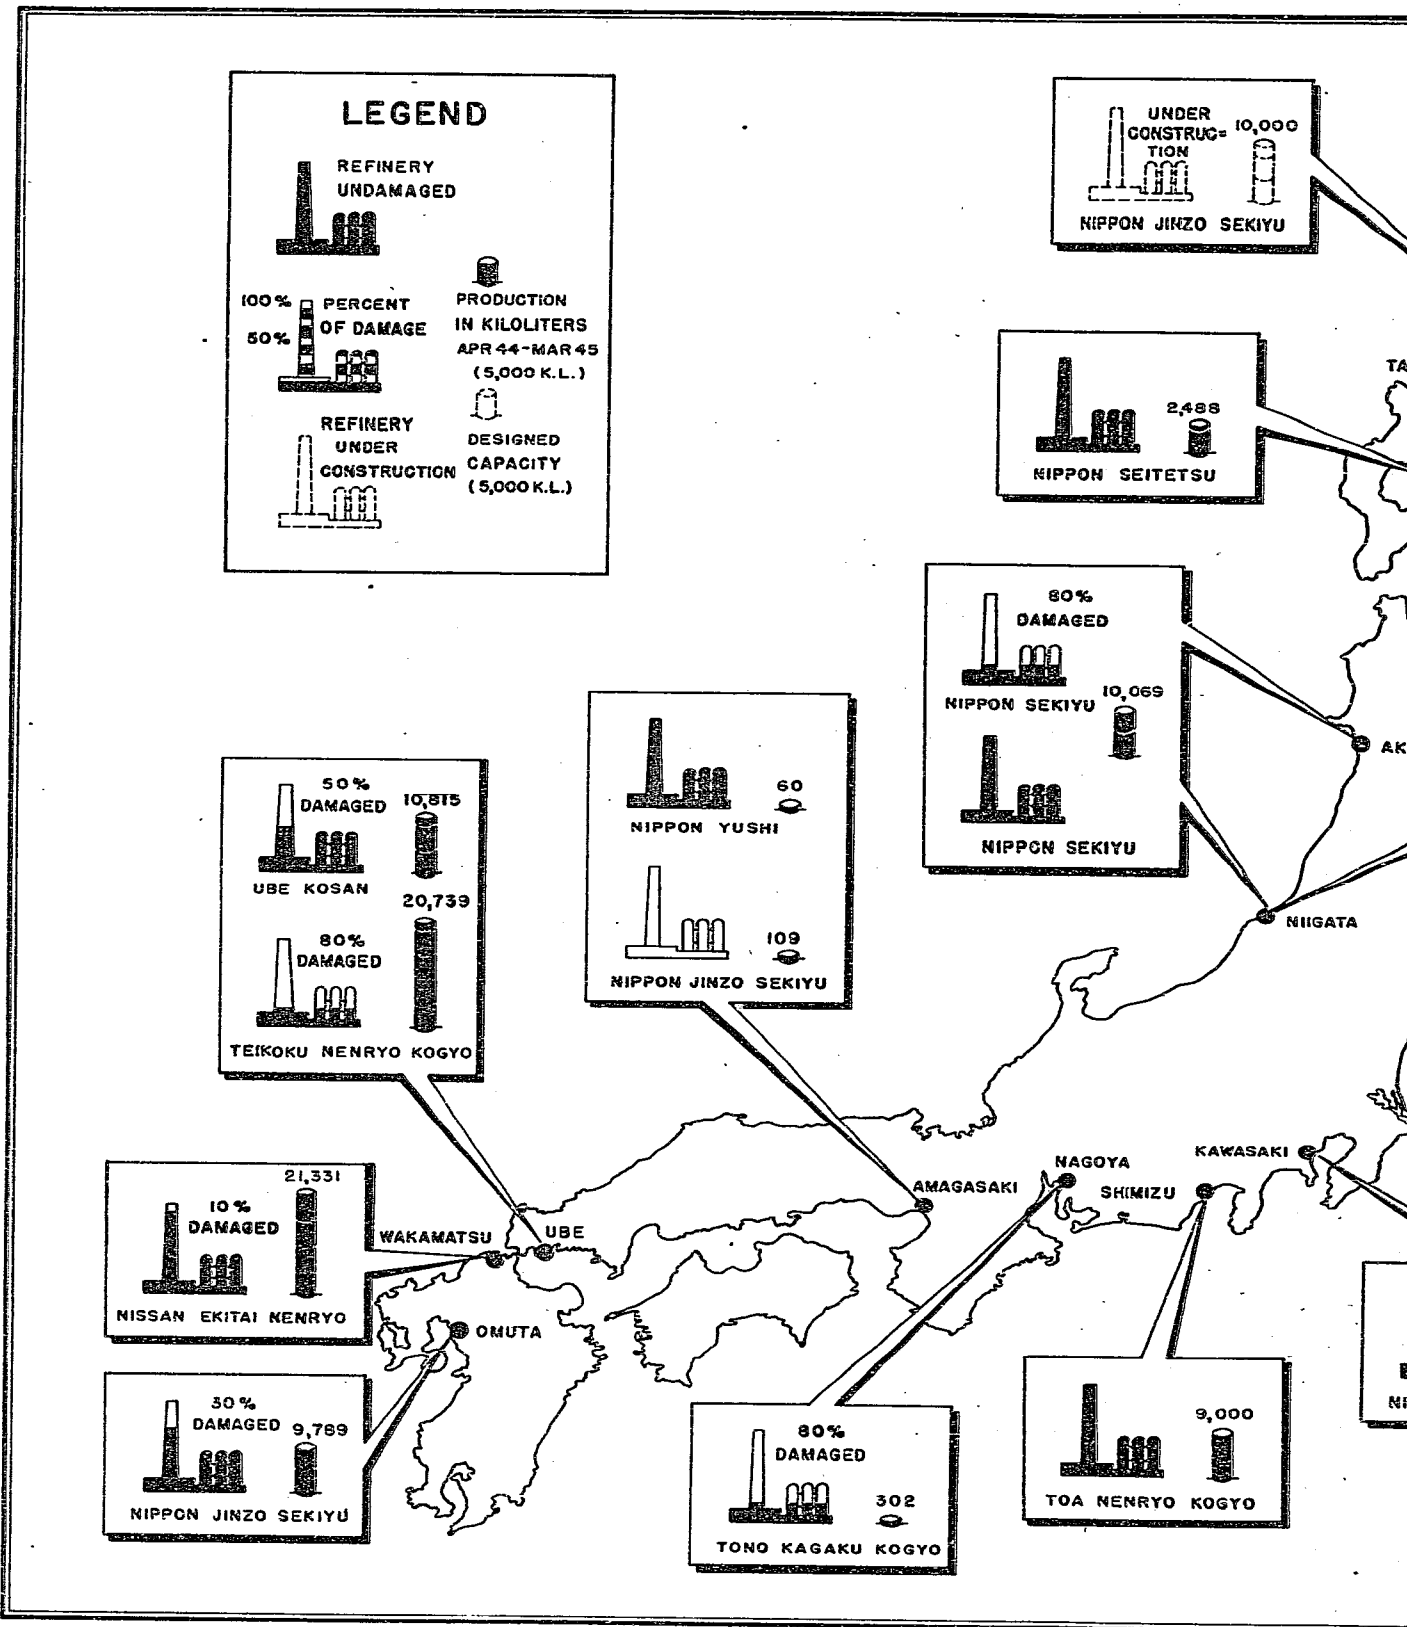 LEGEND
REFINERY
UNDAMAGED
100%
50%
PERCENT
OF DAMAGE
REFINERY
UNDER
CONSTRUCTION
PRODUCTION
IN KILOLITERS
APR 44-MAR 45
(5,000 K.L.)
DESIGNED
CAPACITY
(5,000 K.L.)
UNDER
CONSTRUC=
TION
10,000
NIPPON JINZO SEKIYU
2,488
NIPPON SEITETSU
TA
80%
DAMAGED
NIPPON SEKIYU
10,069
NIPPON SEKIYU
AK
NIIGATA
60
NIPPON YUSHI
109
NIPPON JINZO SEKIYU
50%
DAMAGED
10,815
UBE KOSAN
20,739
80%
DAMAGED
TEIKOKU NENRYO KOGYO
21,331
10%
DAMAGED
NISSAN EKITAI NENRYO
WAKAMATSU
UBE
OMUTA
AMAGASAKI
NAGOYA
SHIMIZU
KAWASAKI
30%
DAMAGED
9,789
NIPPON JINZO SEKIYU
80%
DAMAGED
302
TONO KAGAKU KOGYO
9,000
TOA NENRYO KOGYO